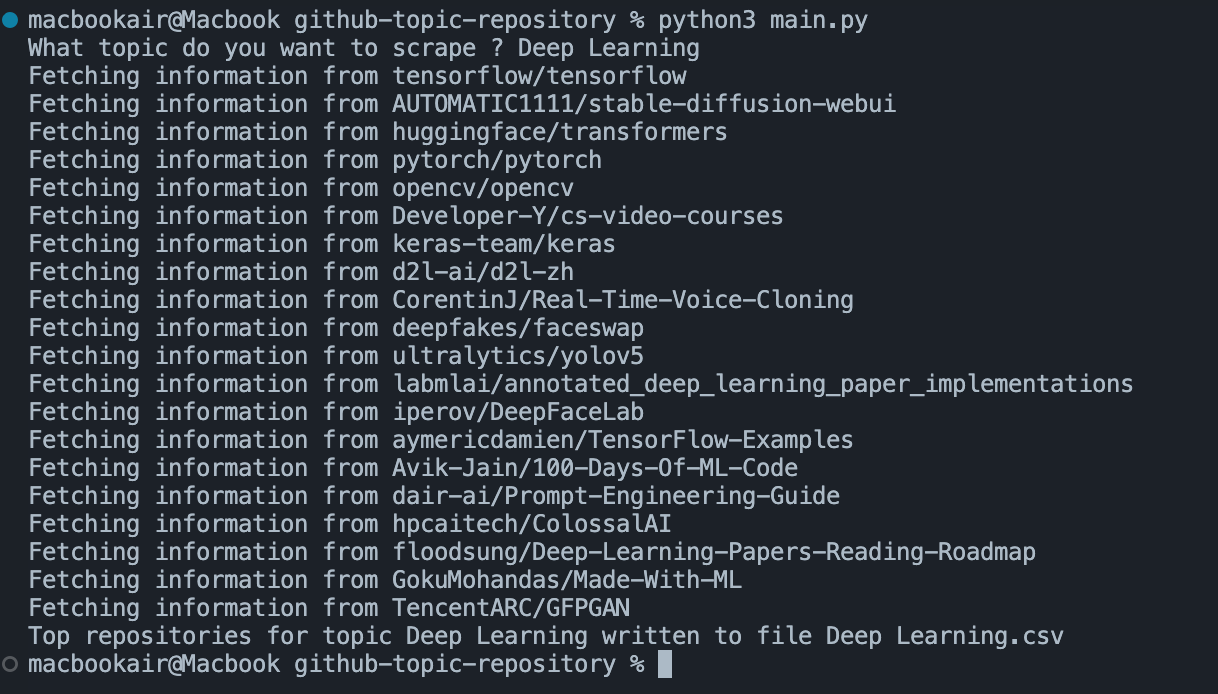 macbookair@Macbook github-topic-repository % python3 main.py
What topic do you want to scrape ? Deep Learning
Fetching information from tensorflow/tensorflow
Fetching information from AUTOMATIC1111/stable-diffusion-webui
Fetching information from huggingface/transformers
Fetching information from pytorch/pytorch
Fetching information from opencv/opencv
Fetching information from Developer-Y/cs-video-courses
Fetching information from keras-team/keras
Fetching information from d2l-ai/d2l-zh
Fetching information from CorentinJ/Real-Time-Voice-Cloning
Fetching information from deepfakes/faceswap
Fetching information from ultralytics/yolov5
Fetching information from labmlai/annotated_deep_learning_paper_implementations
Fetching information from iperov/DeepFaceLab
Fetching information from aymericdamien/TensorFlow-Examples
Fetching information from Avik-Jain/100-Days-Of-ML-Code
Fetching information from dair-ai/Prompt-Engineering-Guide
Fetching information from hpcaitech/ColossalAI
Fetching information from floodsung/Deep-Learning-Papers-Reading-Roadmap
Fetching information from GokuMohandas/Made-With-ML
Fetching information from TencentARC/GFPGAN
Top repositories for topic Deep Learning written to file Deep Learning.csv
macbookair@Macbook github-topic-repository %